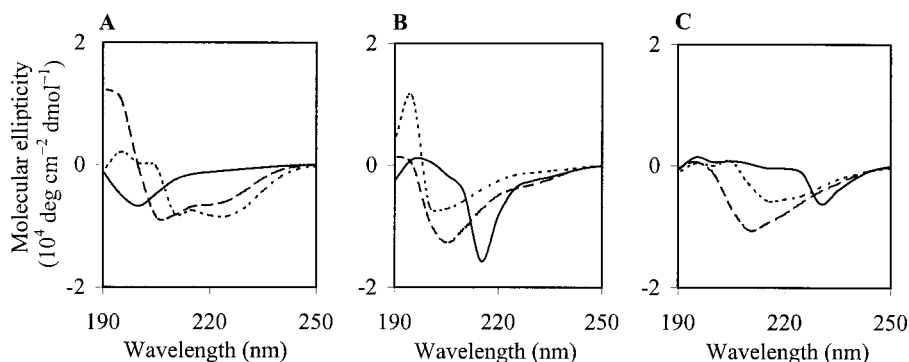 A
B
C
2
2
2
0
0
0
-2
-2
-2
190
220
250
190
220
250
190
220
250
Molecular ellipticity
(10⁴ deg cm⁻² dmol⁻¹)
Wavelength (nm)
Wavelength (nm)
Wavelength (nm)